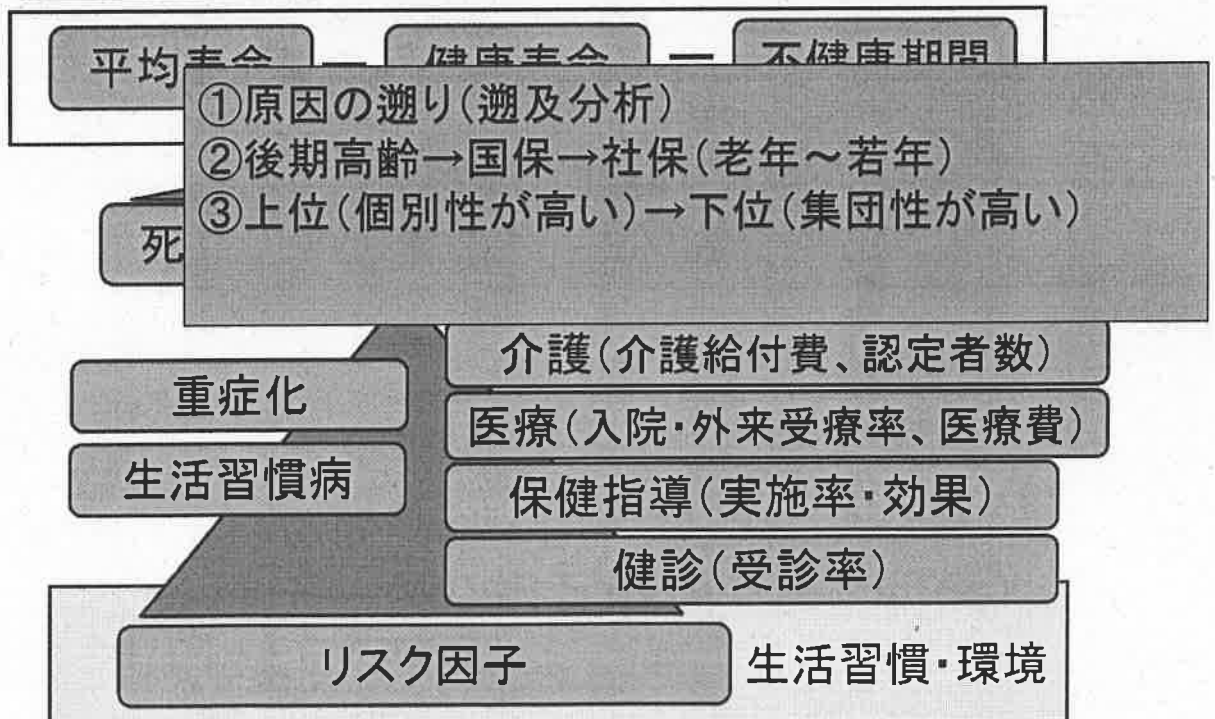 平均寿命 ー 健康寿命 ー 不健康期間
①原因の遡り(遡及分析)
②後期高齢→国保→社保(老年～若年)
③上位(個別性が高い)→下位(集団性が高い)
死
介護(介護給付費、認定者数)
重症化
医療(入院・外来受療率、医療費)
生活習慣病
保健指導(実施率・効果)
健診(受診率)
リスク因子
生活習慣・環境